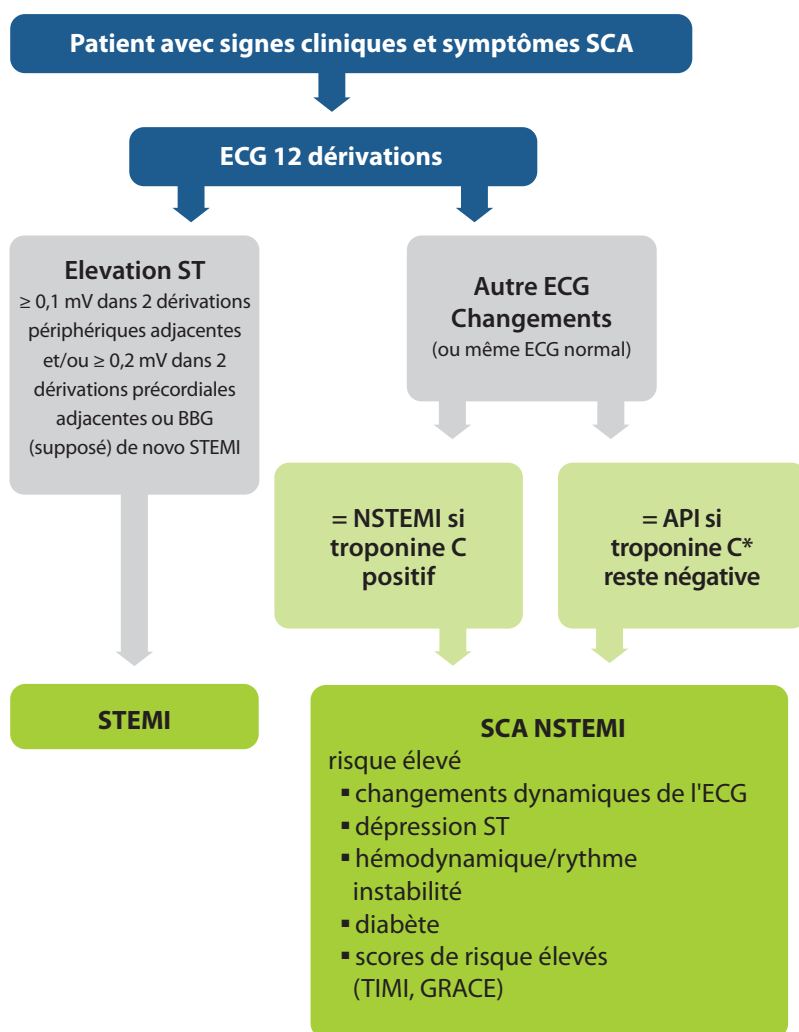 Patient avec signes cliniques et symptômes SCA
ECG 12 dérivations
Elevation ST
≥ 0,1 mV dans 2 dérivations
périphériques adjacentes
et/ou ≥ 0,2 mV dans 2
dérivations précordiales
adjacentes ou BBG
(supposé) de novo STEMI
Autre ECG
Changements
(ou même ECG normal)
= NSTEMI si
troponine C
positif
= API si
troponine C*
reste négative
STEMI
SCA NSTEMI
risque élevé
▪ changements dynamiques de l'ECG
▪ dépression ST
▪ hémodynamique/rythme
instabilité
▪ diabète
▪ scores de risque élevés
(TIMI, GRACE)